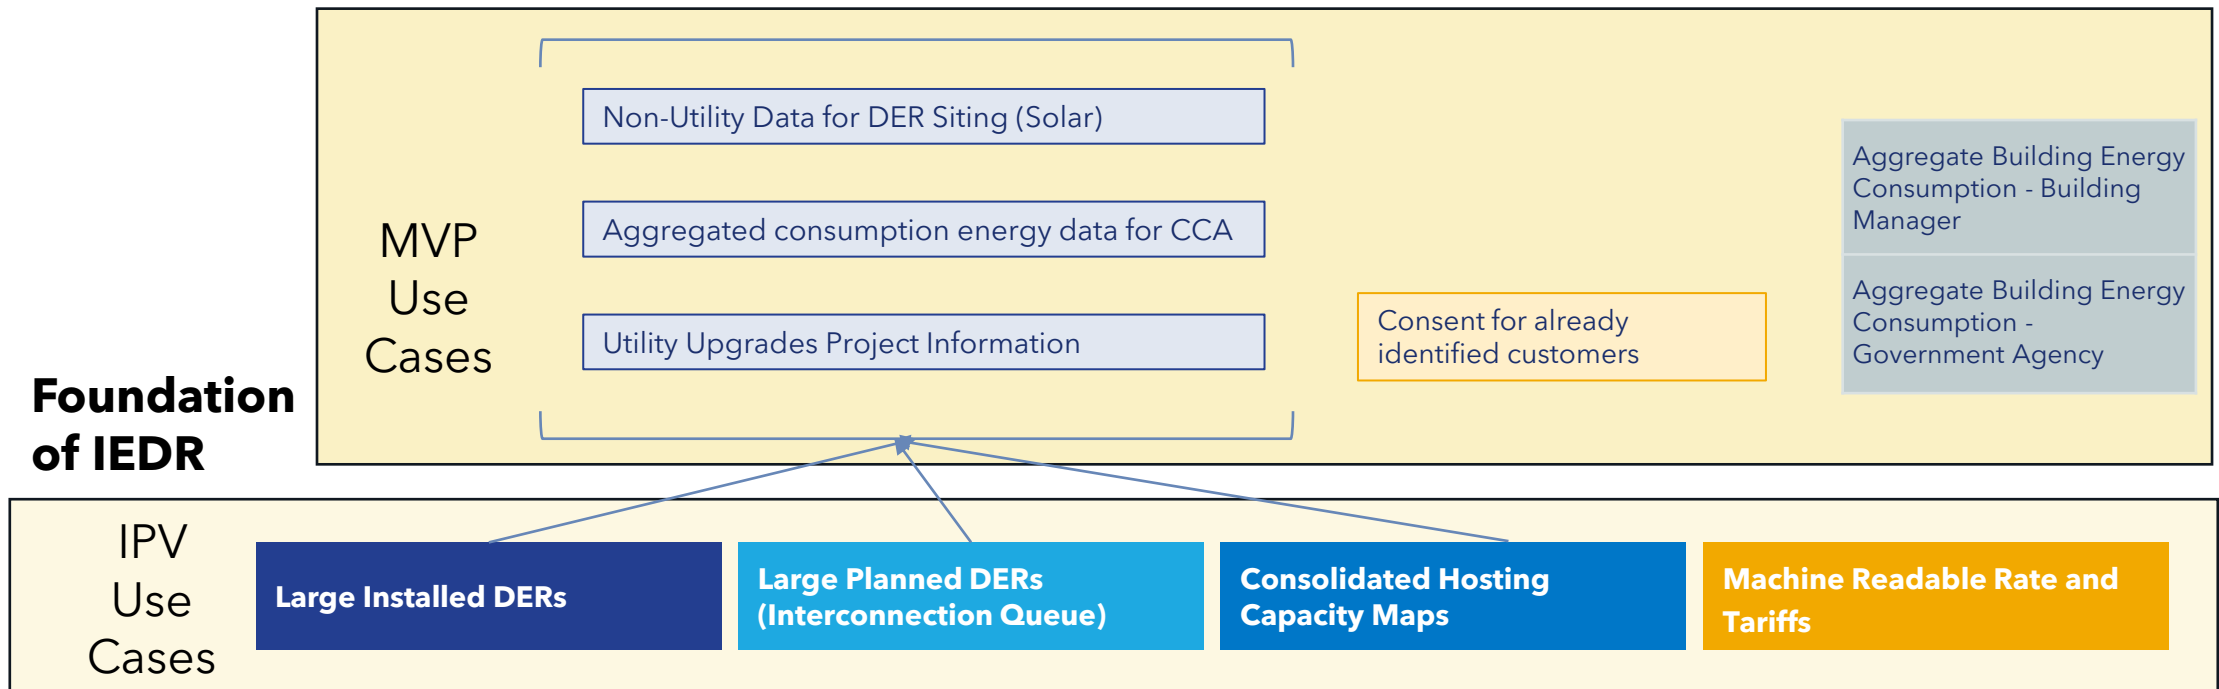 Foundation
of IEDR
MVP
Use
Cases
Non-Utility Data for DER Siting (Solar)
Aggregated consumption energy data for CCA
Utility Upgrades Project Information
Consent for already
identified customers
Aggregate Building Energy
Consumption - Building
Manager
Aggregate Building Energy
Consumption -
Government Agency
IPV
Use
Cases
Large Installed DERs
Large Planned DERs
(Interconnection Queue)
Consolidated Hosting
Capacity Maps
Machine Readable Rate and
Tariffs